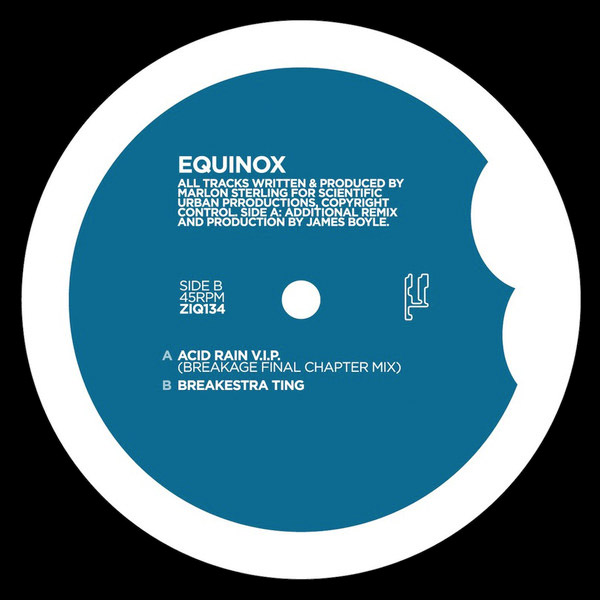 EQUINOX
ALL TRACKS WRITTEN & PRODUCED BY
MARLON STERLING FOR SCIENTIFIC
URBAN PRRODUCTIONS, COPYRIGHT
CONTROL. SIDE A: ADDITIONAL REMIX
AND PRODUCTION BY JAMES BOYLE.
SIDE B
45RPM
ZIQ134
A ACID RAIN V.I.P.
(BREAKAGE FINAL CHAPTER MIX)
B BREAKESTRA TING